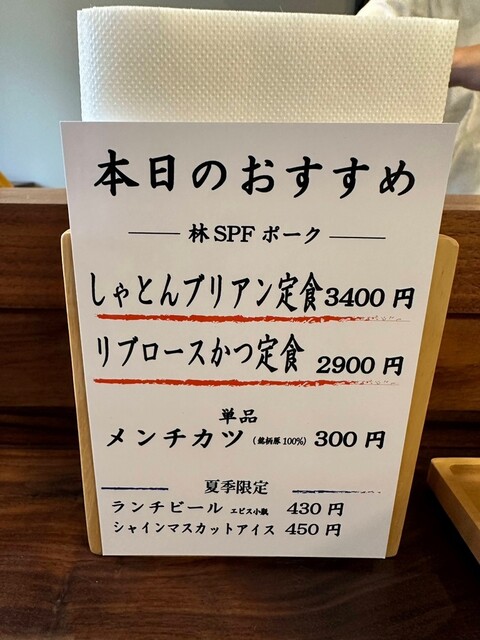 本日のおすすめ
林SPFポーク
しゃとんブリアン定食3400円
リブロースかつ定食 2900円
単品
メンチカツ(銘柄豚100%) 300円
夏季限定
ランチビール ヱビス小瓶 430円
シャインマスカットアイス 450円